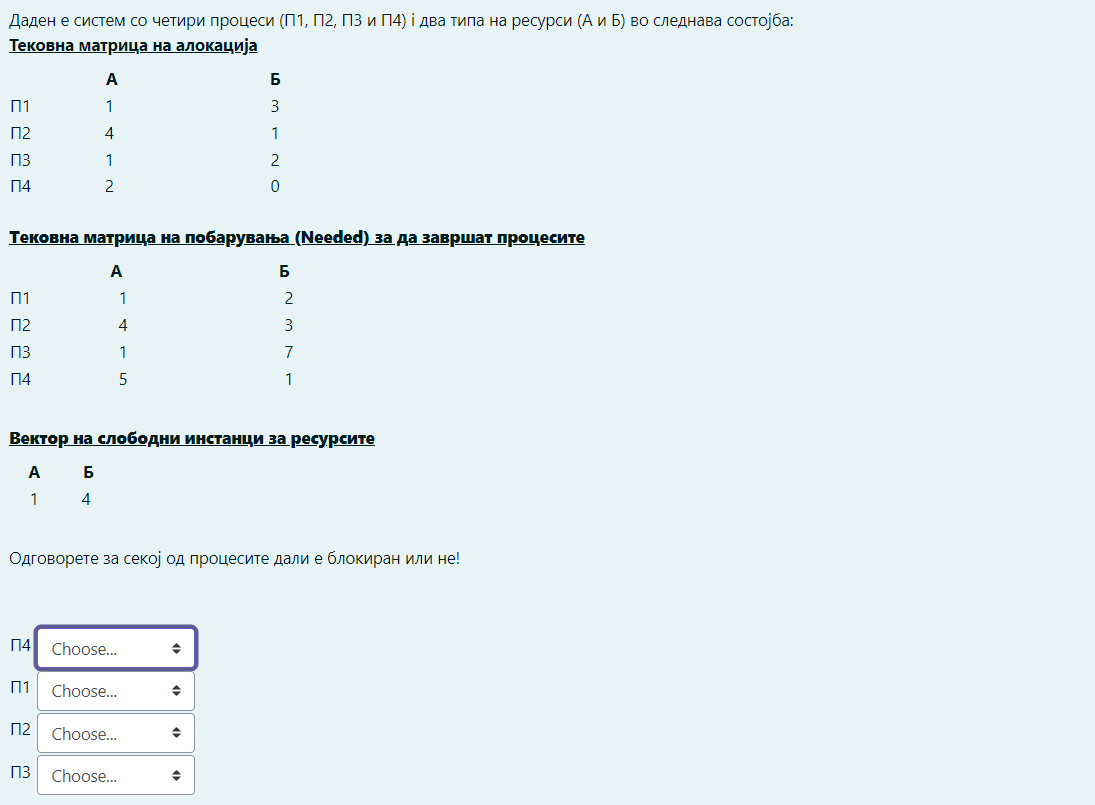 Даден е систем со четири процеси (П1, П2, П3 и П4) і два типа на ресурси (А и Б) во следнава состојба:
Тековна матрица на алокација
А Б
П1 1 3
П2 4 1
П3 1 2
П4 2 0
Тековна матрица на побарувања (Needed) за да завршат процесите
А Б
П1 1 2
П2 4 3
П3 1 7
П4 5 1
Вектор на слободни инстанци за ресурсите
А Б
1 4
Одговорете за секој од процесите дали е блокиран или не!
П4 Choose...
П1 Choose...
П2 Choose...
П3 Choose...